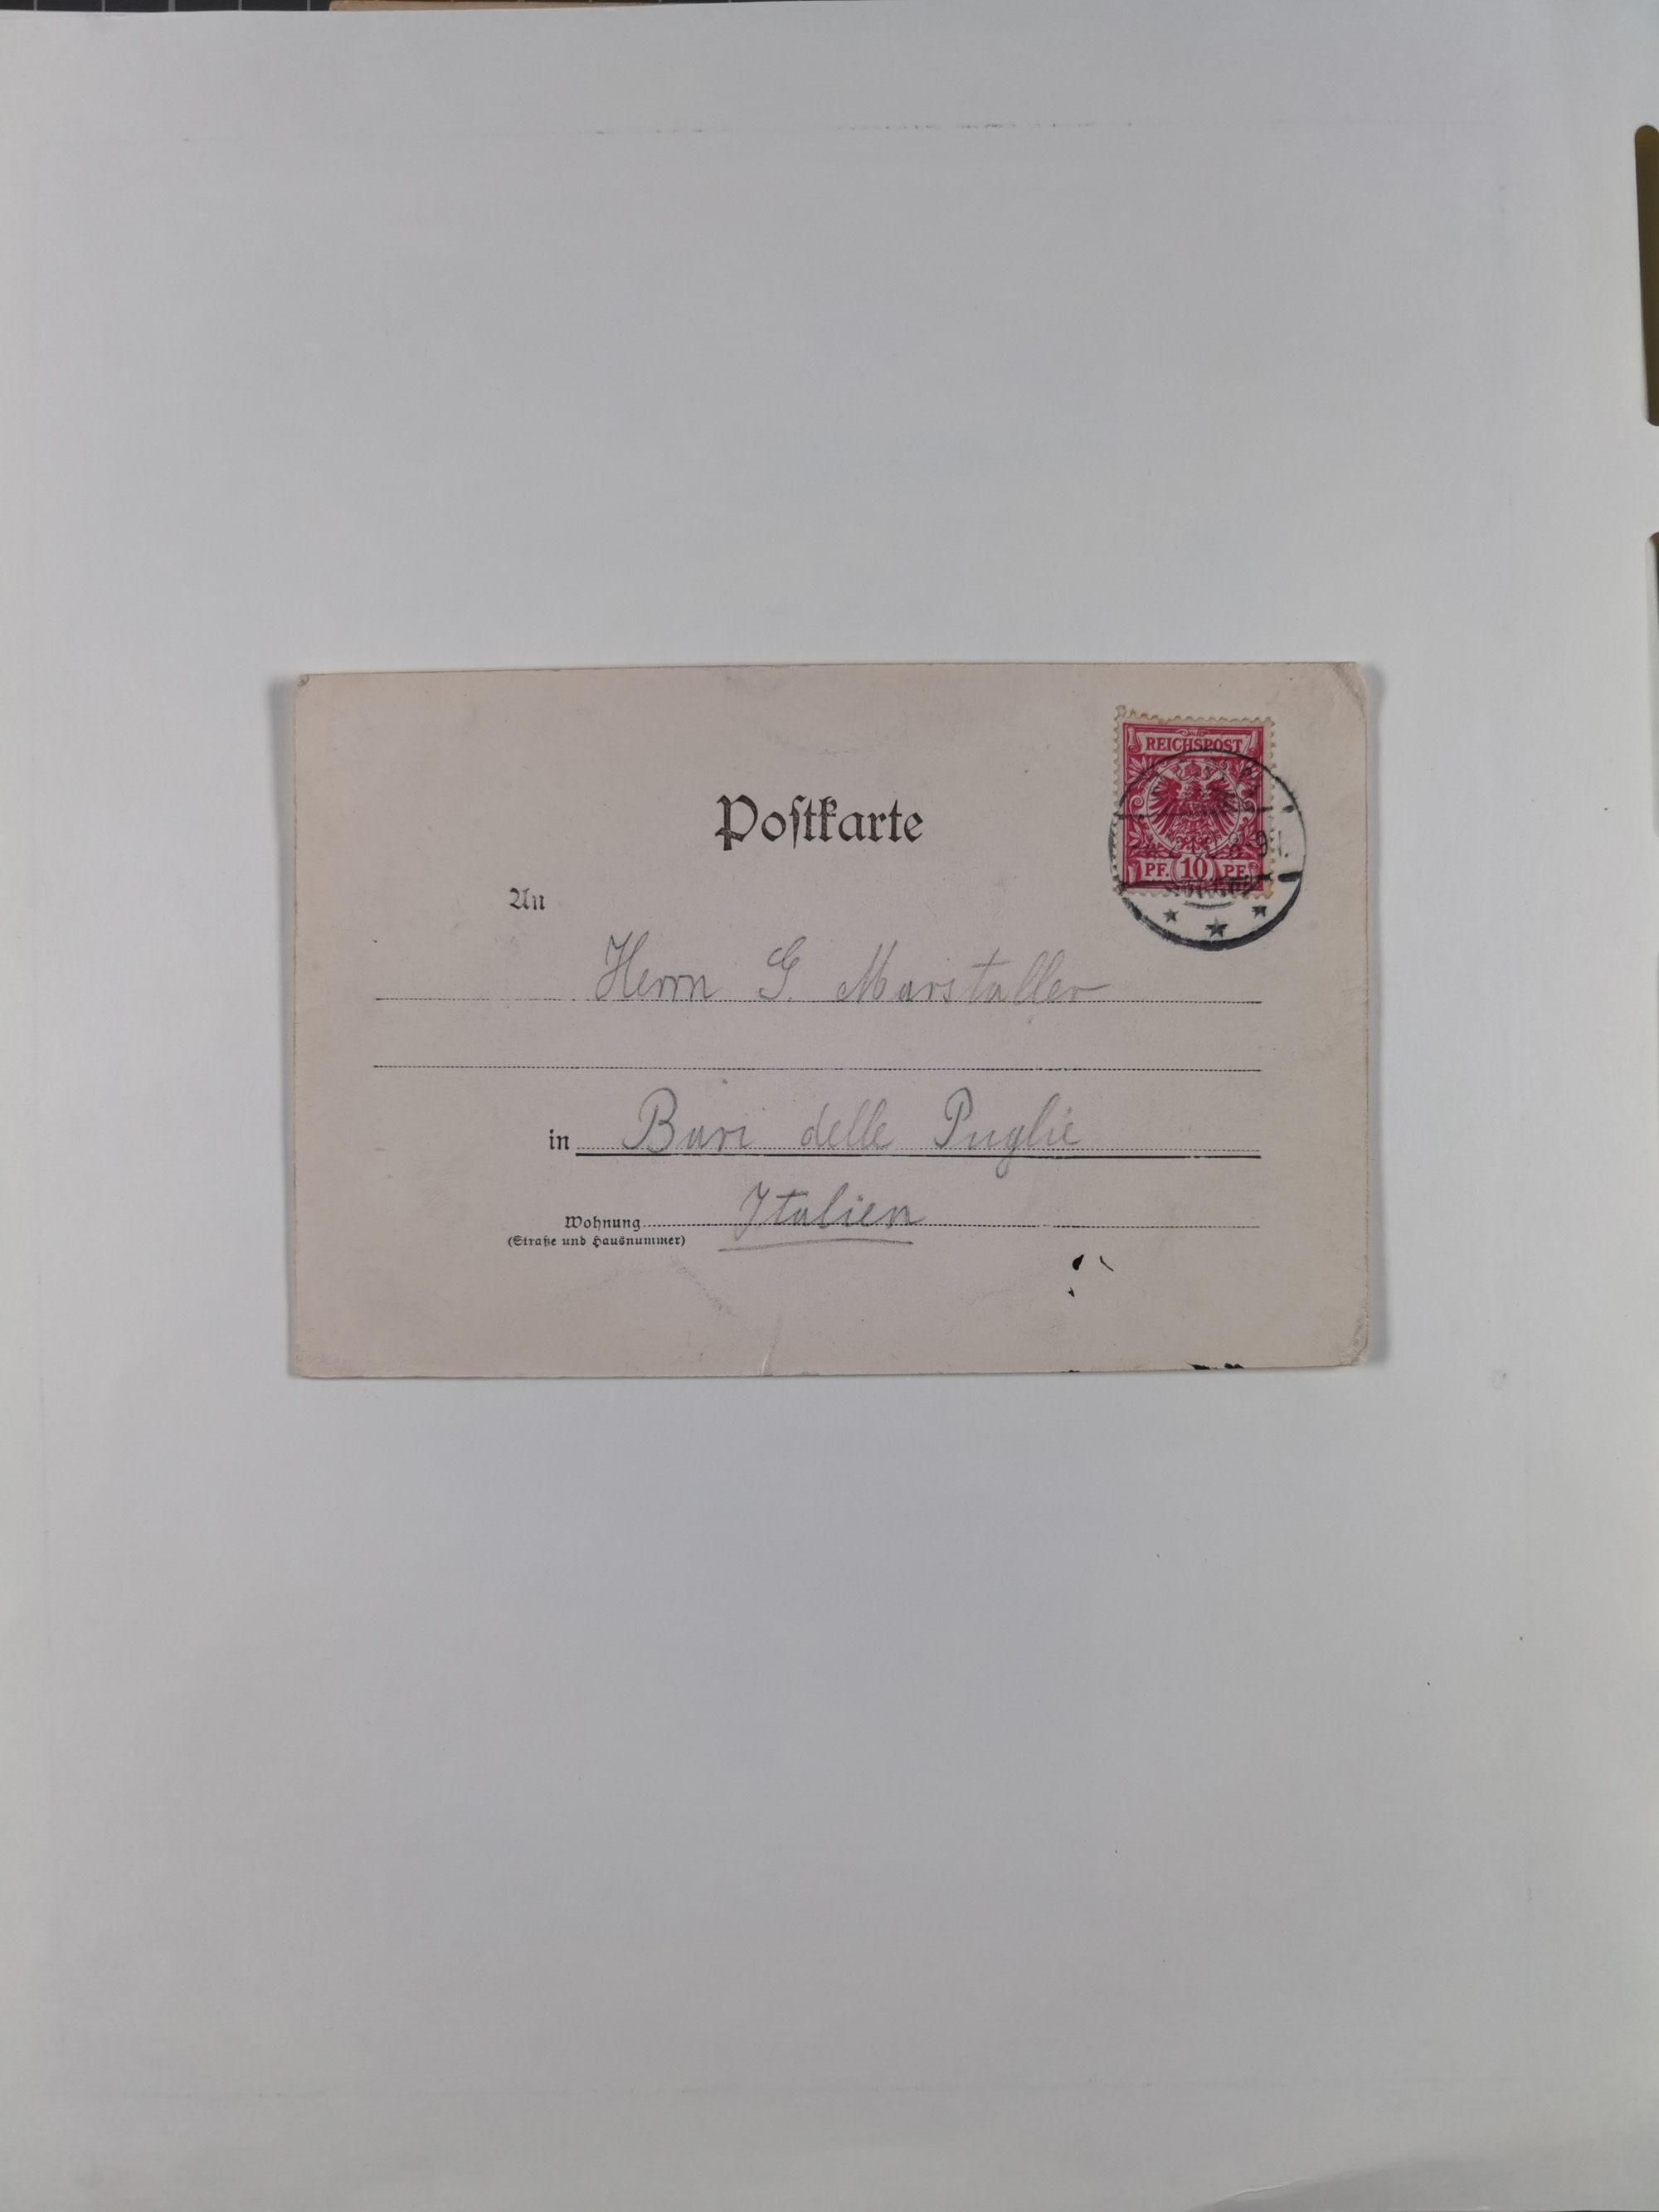 REICHSPOST
PF. 10 PF.
Postkarte
An
Herrn G. Marstaller
in Bari delle Puglie
Wohnung Italien
(Straße und Hausnummer)